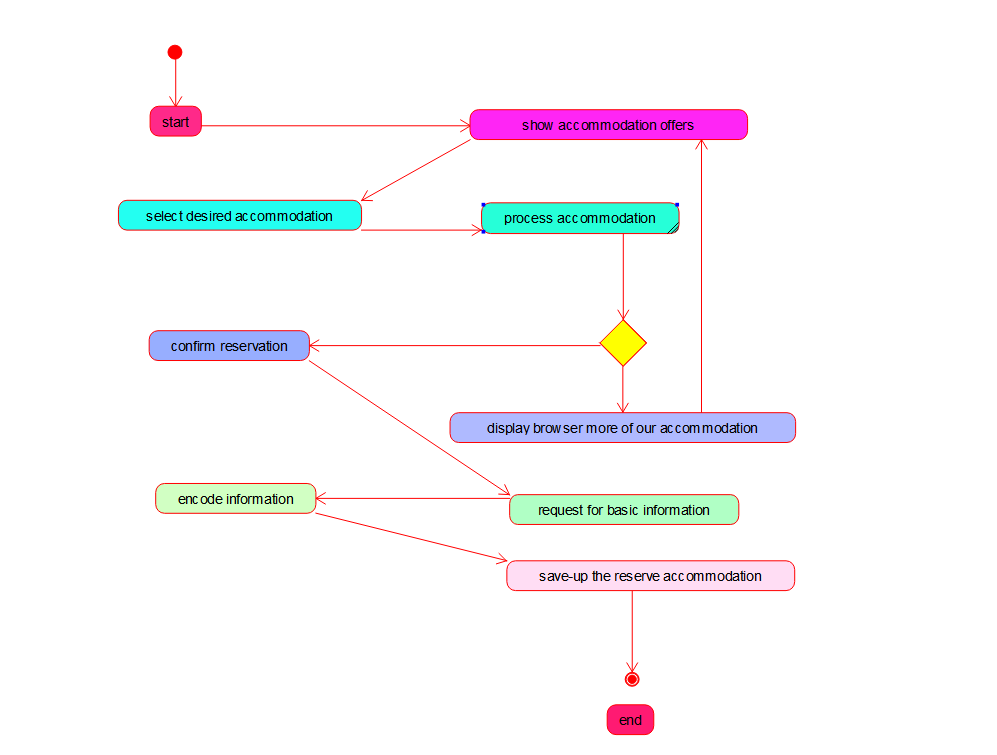 start
show accommodation offers
select desired accommodation
process accommodation
confirm reservation
display browser more of our accommodation
encode information
request for basic information
save-up the reserve accommodation
end